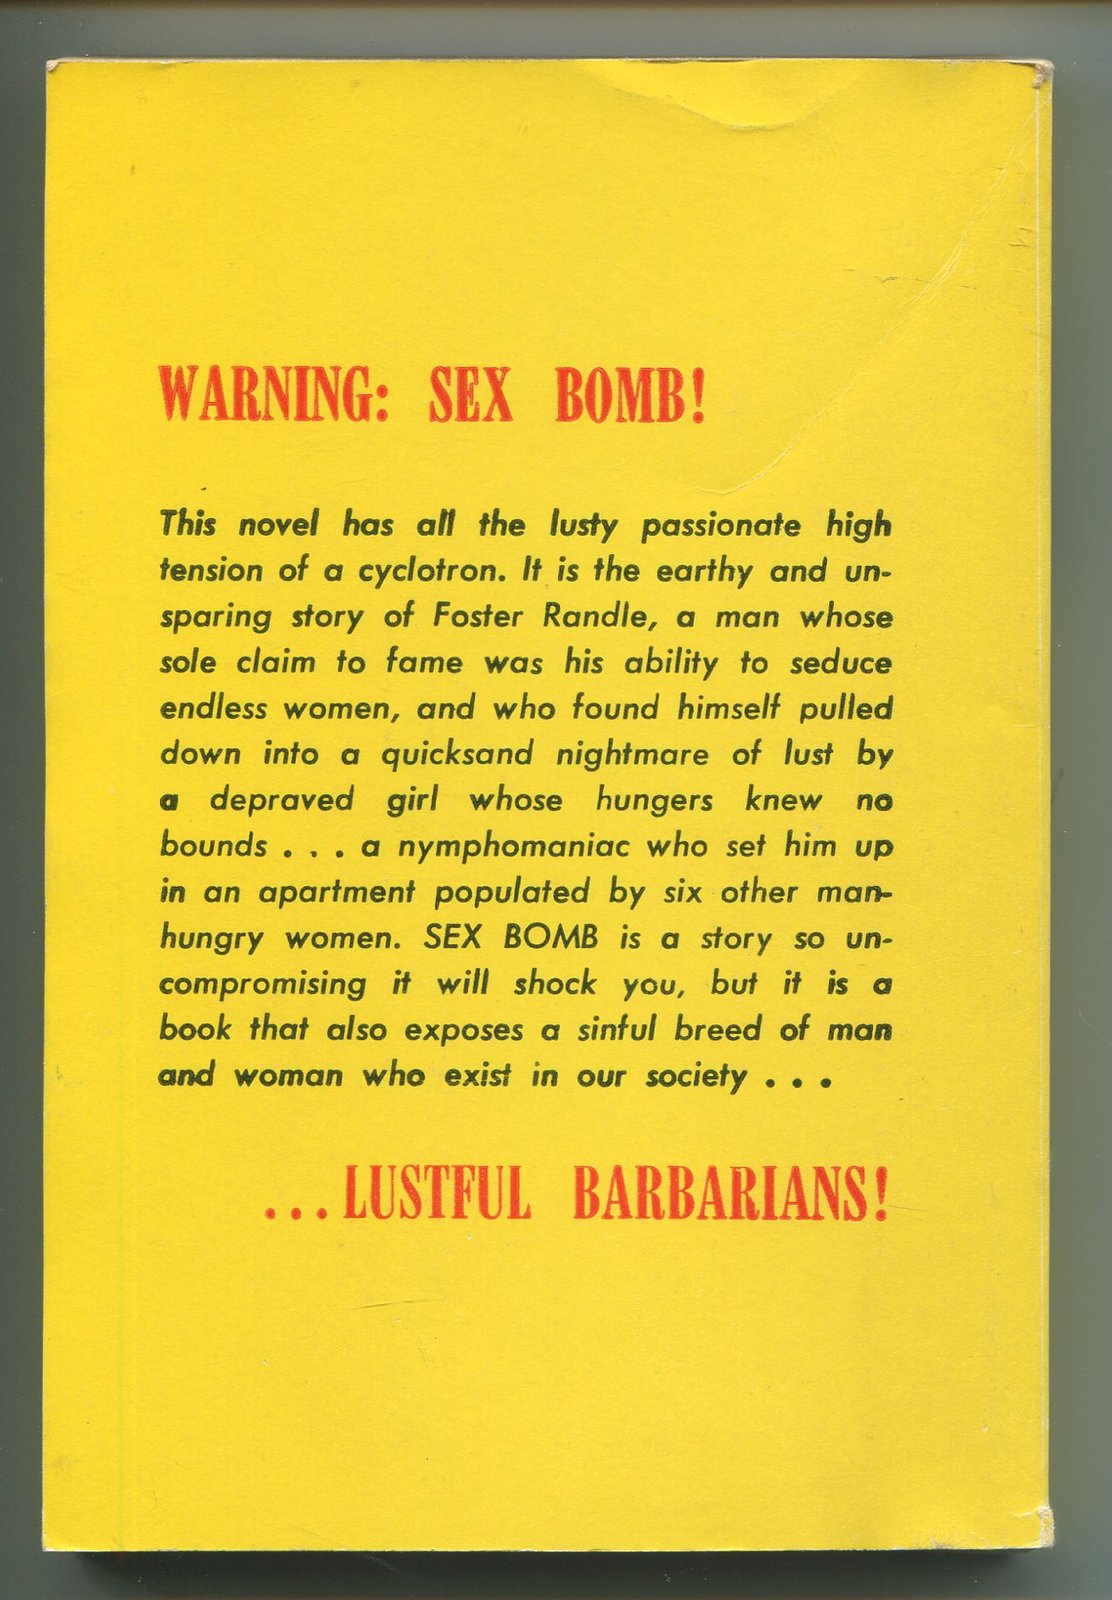 WARNING: SEX BOMB!
This novel has all the lusty passionate high
tension of a cyclotron. It is the earthy and un-
sparing story of Foster Randle, a man whose
sole claim to fame was his ability to seduce
endless women, and who found himself pulled
down into a quicksand nightmare of lust by
a depraved girl whose hungers knew no
bounds . . . a nymphomaniac who set him up
in an apartment populated by six other man-
hungry women. SEX BOMB is a story so un-
compromising it will shock you, but it is a
book that also exposes a sinful breed of man
and woman who exist in our society . . .
. . . LUSTFUL BARBARIANS!